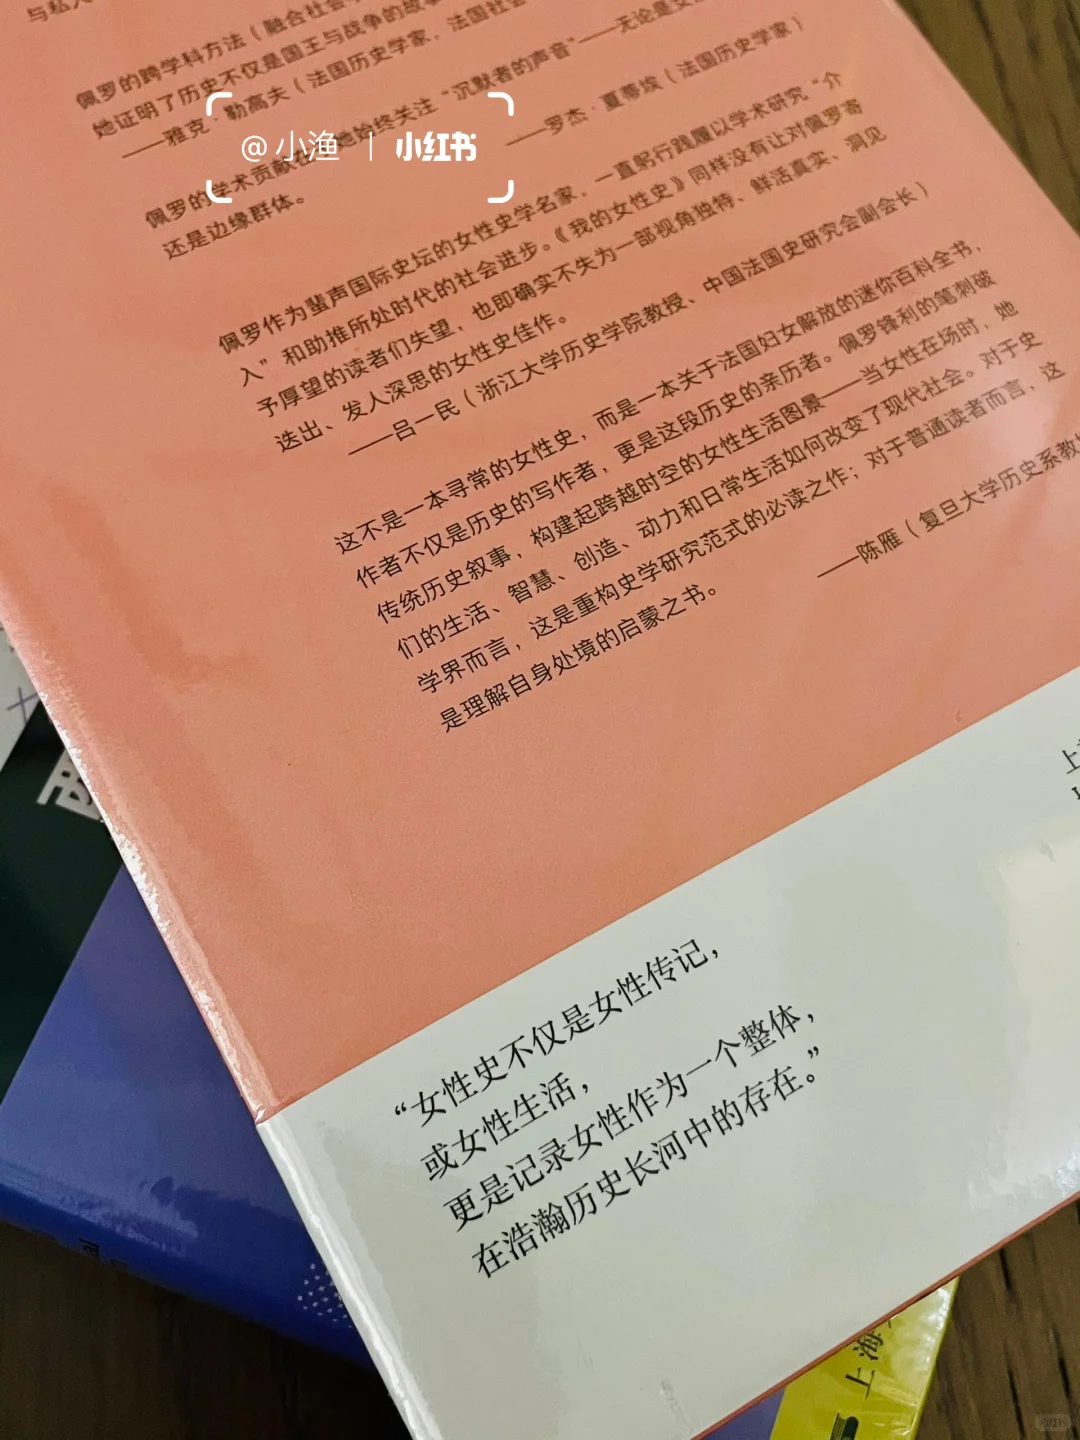 与私人
佩罗的跨学科方法（融合社会学
她证明了历史不仅是国王与战争的故事
——雅克·勒高夫（法国历史学家，法国社会
佩罗的学术贡献在 她始终关注“沉默者的声音”——无论是女
还是边缘群体。
——罗杰·夏蒂埃（法国历史学家）
@小渔 | 小红书
佩罗作为蜚声国际史坛的女性史学名家，一直躬行践履以学术研究“介
入”和助推所处时代的社会进步。《我的女性史》同样没有让对佩罗寄
予厚望的读者们失望，也即确实不失为一部视角独特、鲜活真实、洞见
迭出、发人深思的女性史佳作。
——吕一民（浙江大学历史学院教授、中国法国史研究会副会长）
这不是一本寻常的女性史，而是一本关于法国妇女解放的迷你百科全书，
作者不仅是历史的写作者，更是这段历史的亲历者。佩罗锋利的笔刺破
传统历史叙事，构建起跨越时空的女性生活图景——当女性在场时，她
们的生活、智慧、创造、动力和日常生活如何改变了现代社会。对于史
学界而言，这是重构史学研究范式的必读之作；对于普通读者而言，这
是理解自身处境的启蒙之书。
——陈雁（复旦大学历史系教
“女性史不仅是女性传记，
或女性生活，
更是记录女性作为一个整体，
在浩瀚历史长河中的存在。”
上海
小红书